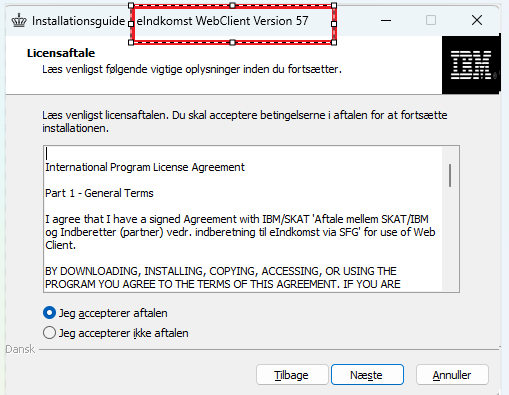 Installationsguide - eIndkomst WebClient Version 57
Licensaftale
Læs venligst følgende vigtige oplysninger inden du fortsætter.
IBM
Læs venligst licensaftalen. Du skal acceptere betingelserne i aftalen for at fortsætte
installationen.
International Program License Agreement
Part 1 - General Terms
I agree that I have a signed Agreement with IBM/SKAT 'Aftale mellem SKAT/IBM
og Indberetter (partner) vedr. indberetning til eIndkomst via SFG' for use of Web
Client.
BY DOWNLOADING, INSTALLING, COPYING, ACCESSING, OR USING THE
PROGRAM YOU AGREE TO THE TERMS OF THIS AGREEMENT. IF YOU ARE
Jeg accepterer aftalen
Jeg accepterer ikke aftalen
Dansk
Tilbage
Næste
Annuller